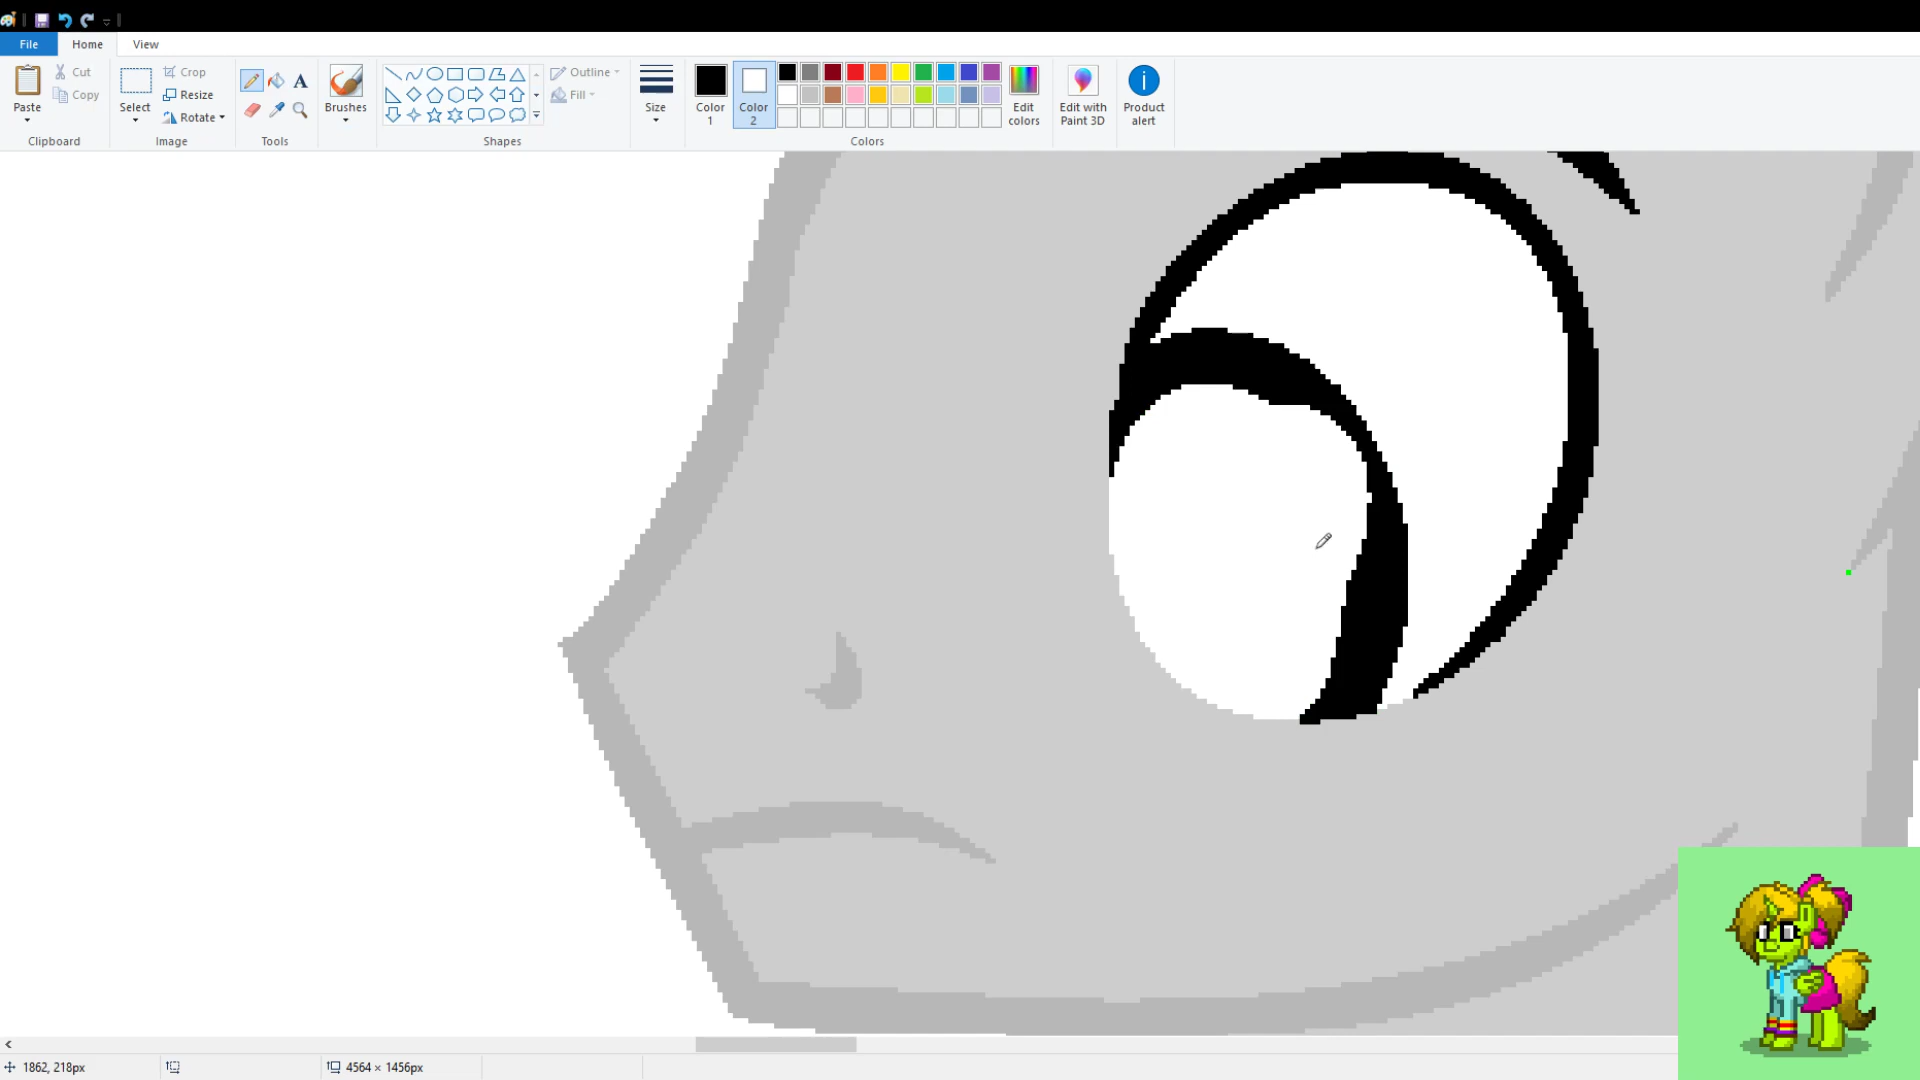 File Home View
Paste
Cut
Copy
Clipboard
Select
Crop
Resize
Rotate
Image
A
Tools
Brushes
Shapes
Outline
Fill
Size
Color
1
Color
2
Edit
colors
Colors
Edit with
Paint 3D
Product
alert
1862, 218px
4564 × 1456px